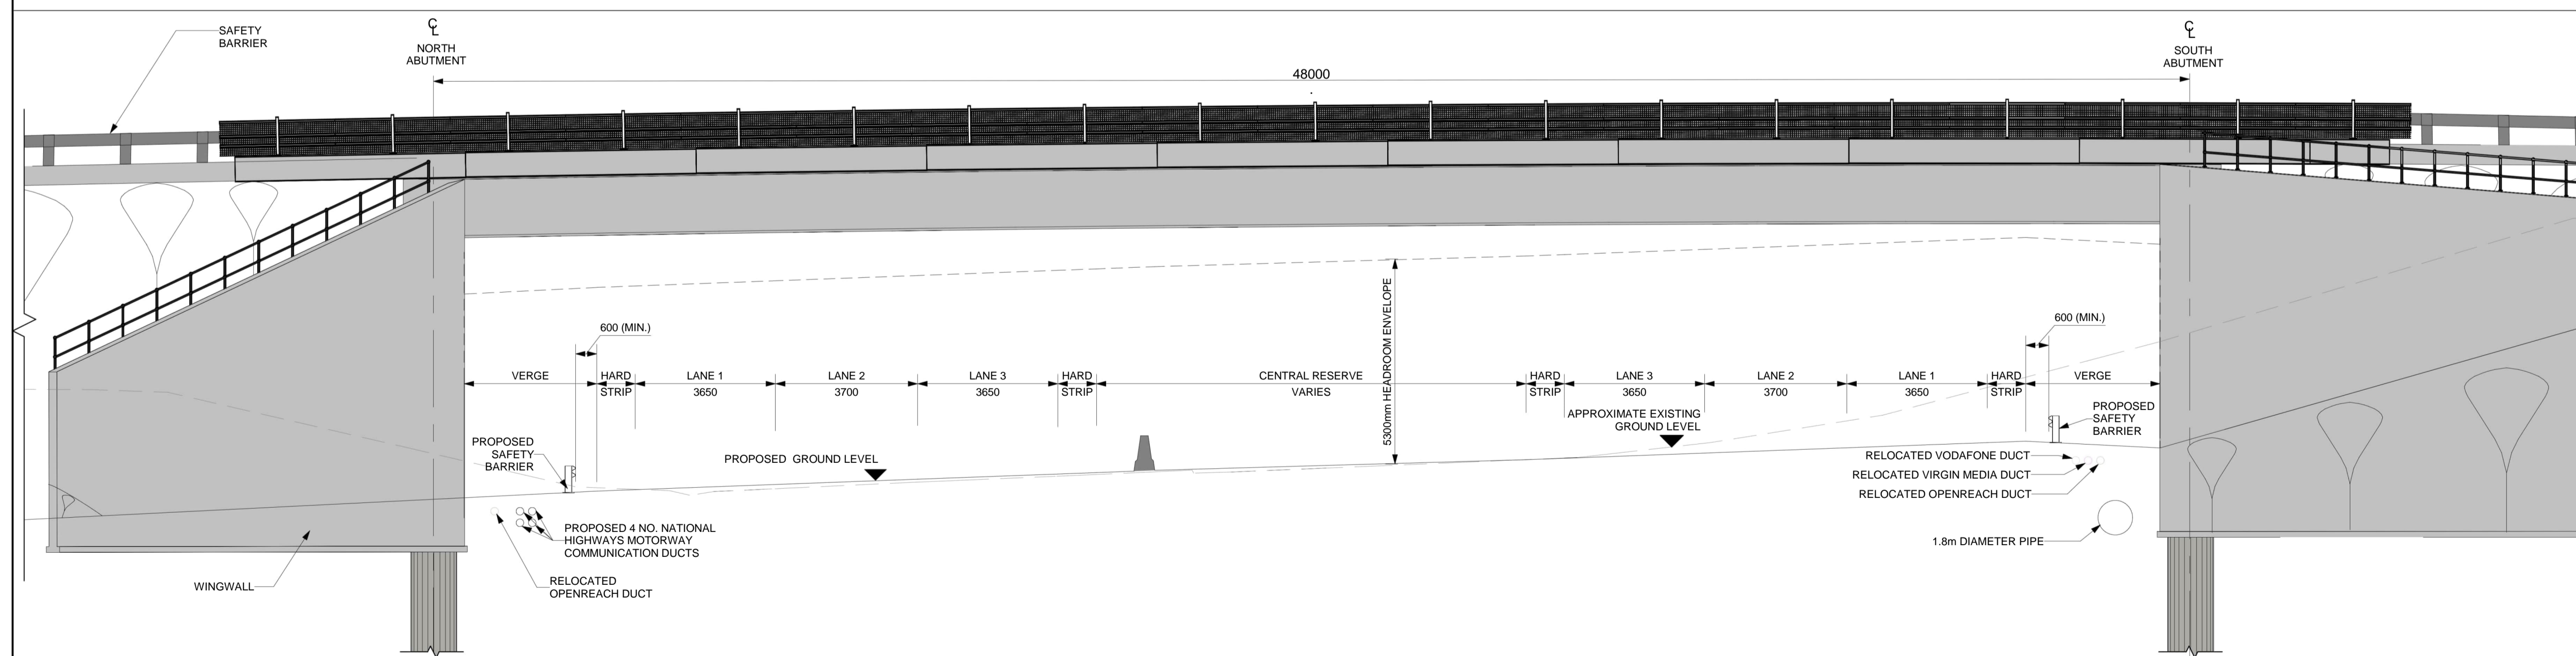 SAFETY
BARRIER
℄
NORTH
ABUTMENT
48000
℄
SOUTH
ABUTMENT
600 (MIN.)
600 (MIN.)
VERGE
HARD
STRIP
LANE 1
3650
LANE 2
3700
LANE 3
3650
HARD
STRIP
CENTRAL RESERVE
VARIES
5300mm HEADROOM ENVELOPE
HARD
STRIP
LANE 3
3650
LANE 2
3700
LANE 1
3650
HARD
STRIP
VERGE
APPROXIMATE EXISTING
GROUND LEVEL
PROPOSED
SAFETY
BARRIER
PROPOSED
SAFETY
BARRIER
PROPOSED  GROUND LEVEL
RELOCATED VODAFONE DUCT
RELOCATED VIRGIN MEDIA DUCT
RELOCATED OPENREACH DUCT
PROPOSED 4 NO. NATIONAL
HIGHWAYS MOTORWAY
COMMUNICATION DUCTS
1.8m DIAMETER PIPE
WINGWALL
RELOCATED
OPENREACH DUCT